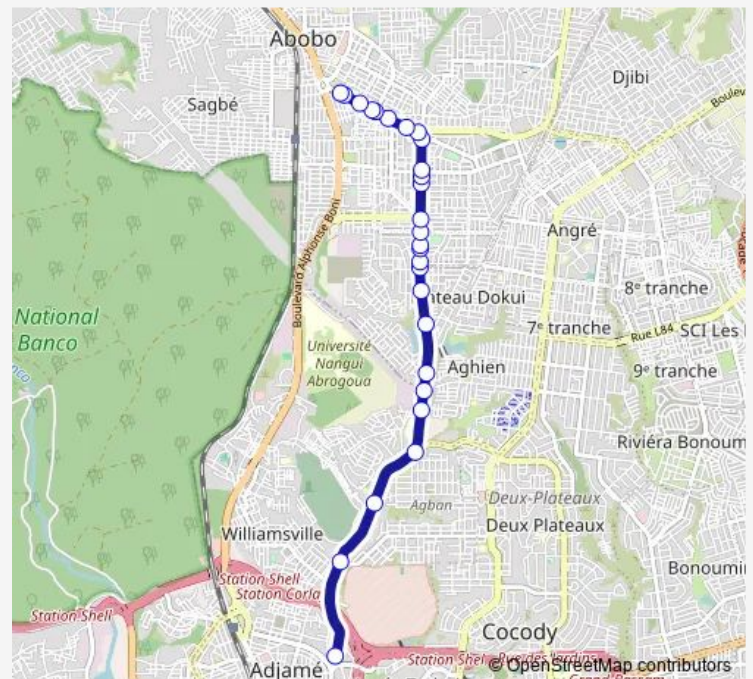 Abobo
Djibi
Sagbé
Boulev
Angré
Boulevard Alphonse Boni
8ᵉ tranche
ateau Dokui
National
Banco
7ᵉ tranche
Rue L84
SCI Les
Université
Nangui
Abrogoua
Aghien
9ᵉ tranche
Riviéra Bonoum
Agban
Deux-Plateaux
Deux Plateaux
Williamsville
Bonoumi
Station Shell
Station Corla
Station Shell
Cocody
Adjamé
© OpenStreetMap contributors